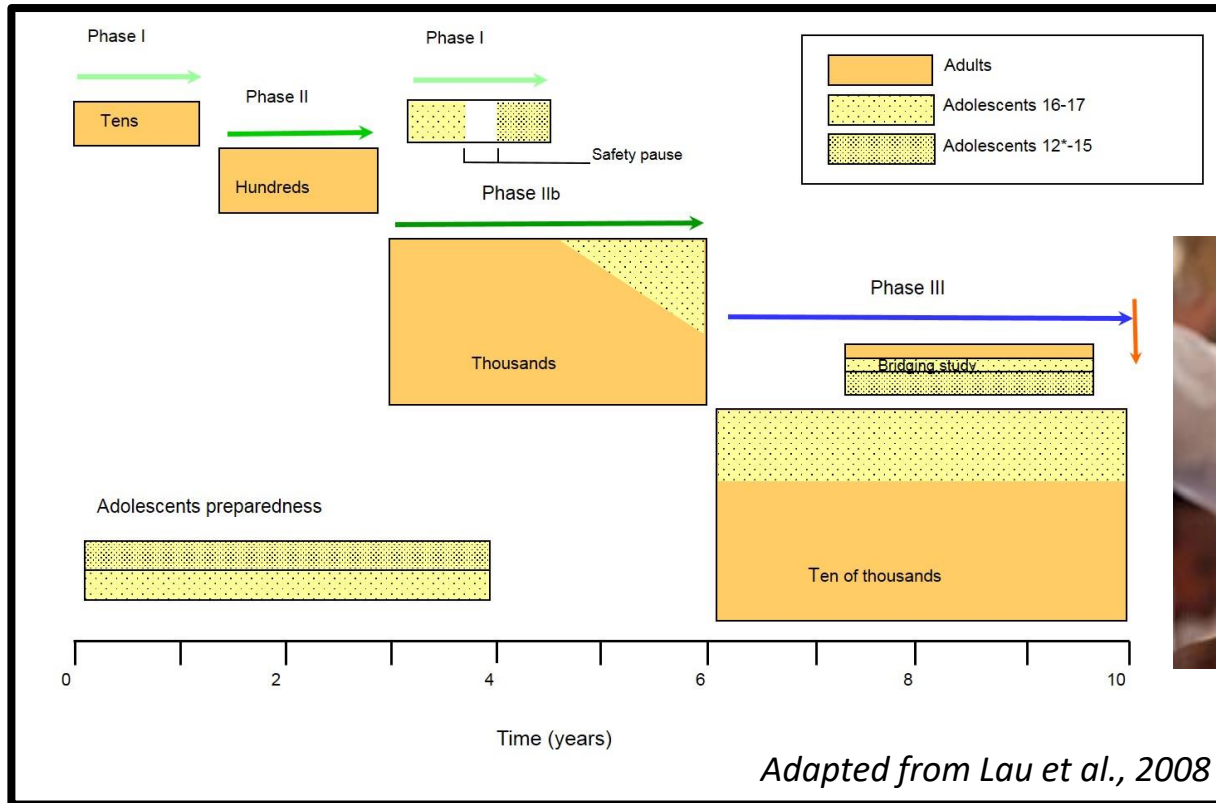 Phase I
Phase I
Adults
Phase II
Adolescents 16-17
Tens
Adolescents 12*-15
Safety pause
Hundreds
Phase IIb
Phase III
Thousands
Bridging study
Adolescents preparedness
Ten of thousands
0 2 4 6 8 10
Time (years)
Adapted from Lau et al., 2008